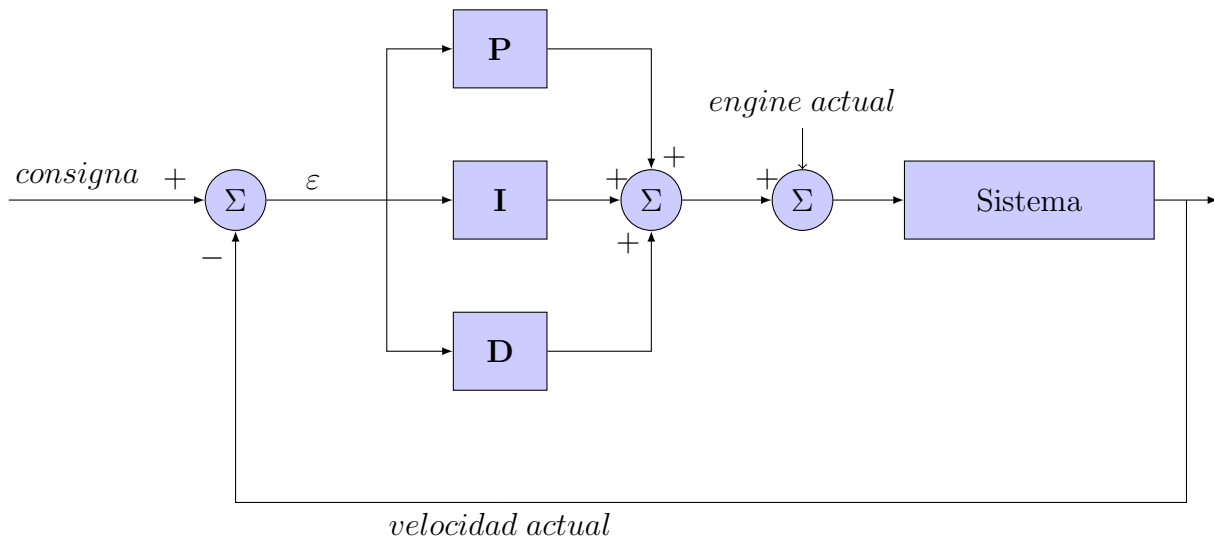 P
engine actual
consigna + Σ ε I + + Σ + Σ Sistema
− +
D
velocidad actual